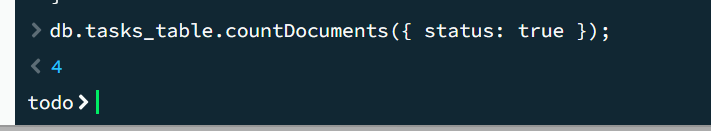 > db.tasks_table.countDocuments({ status: true });
< 4
todo>